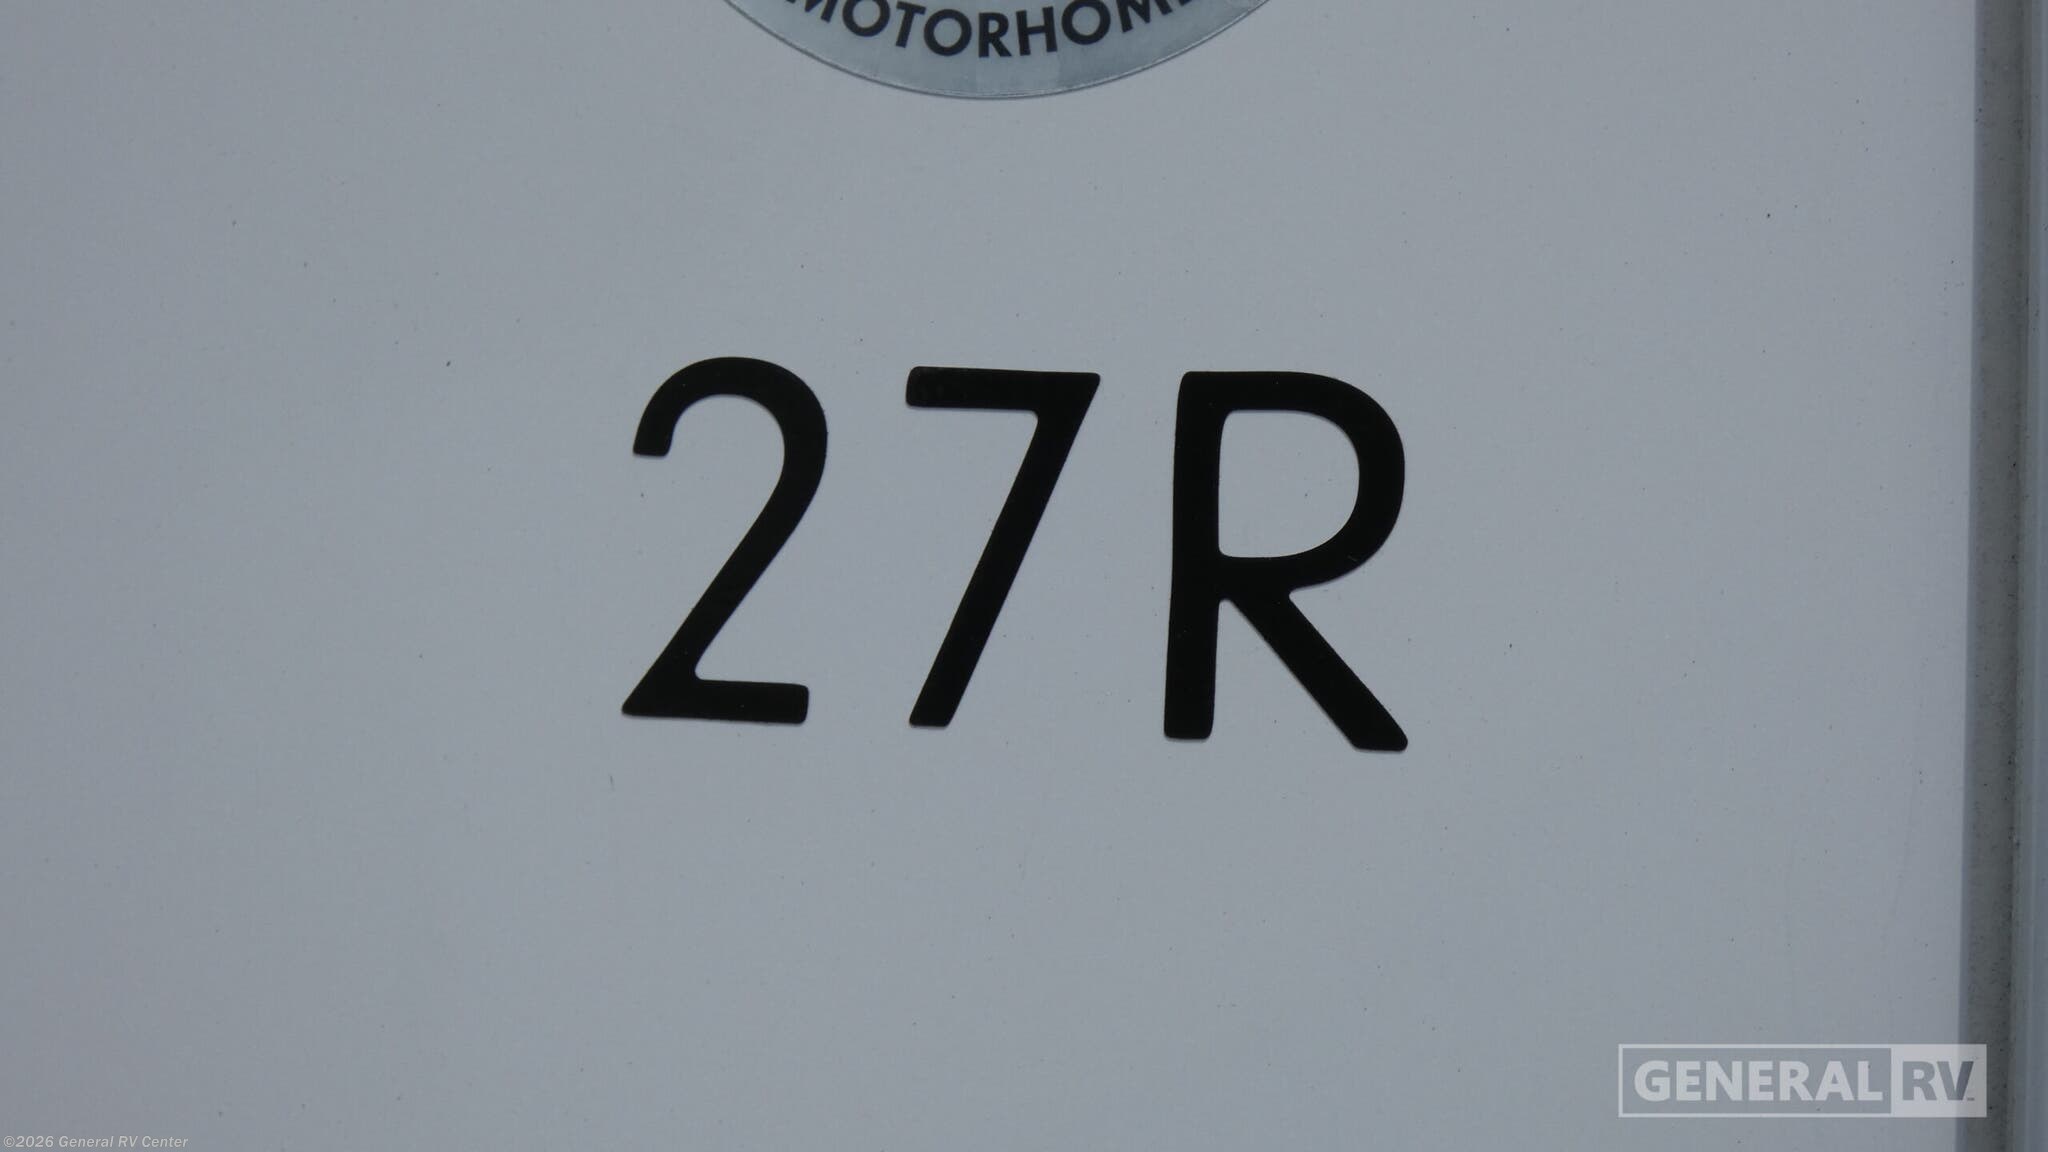 MOTORHOME
27R
GENERAL RV
©2026 General RV Center